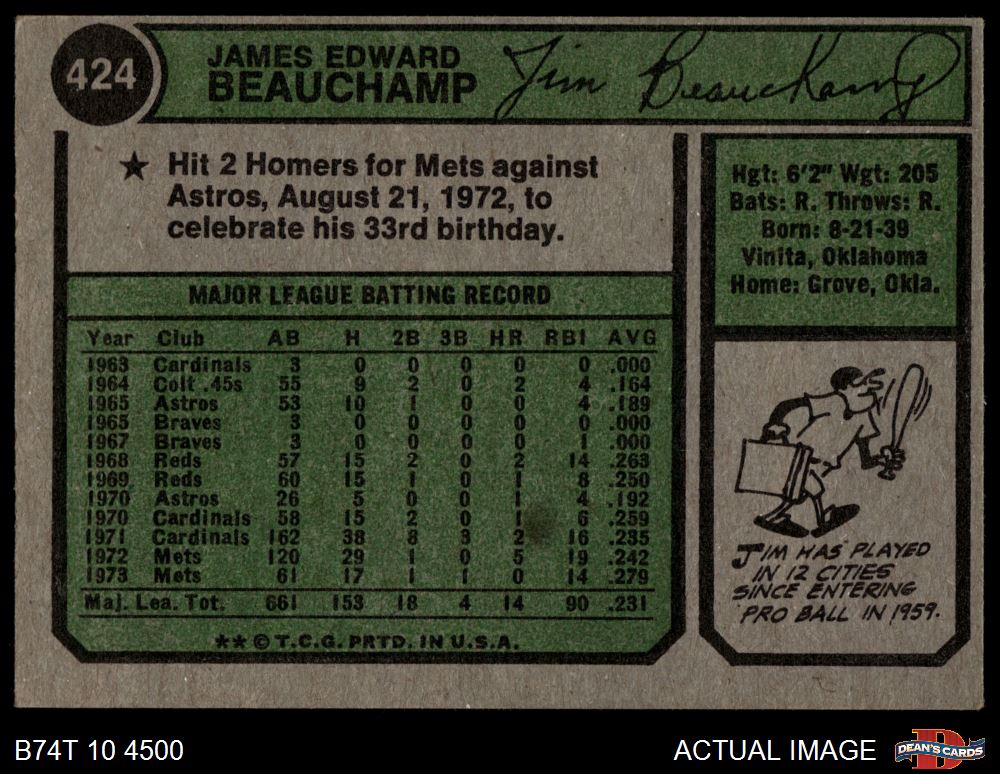 424
JAMES EDWARD
BEAUCHAMP
Jim Beauchamp
★ Hit 2 Homers for Mets against
Astros, August 21, 1972, to
celebrate his 33rd birthday.
MAJOR LEAGUE BATTING RECORD
Year Club AB H 2B 3B HR RBI AVG
1963 Cardinals 3 0 0 0 0 0 .000
1964 Colt .45s 55 9 2 0 2 4 .164
1965 Astros 53 10 1 0 0 4 .189
1965 Braves 3 0 0 0 0 0 .000
1967 Braves 3 0 0 0 0 1 .000
1968 Reds 57 15 2 0 2 14 .263
1969 Reds 60 15 1 0 1 8 .250
1970 Astros 26 5 0 0 1 4 .192
1970 Cardinals 58 15 2 0 1 6 .259
1971 Cardinals 162 38 8 3 2 16 .235
1972 Mets 120 29 1 0 5 19 .242
1973 Mets 61 17 1 1 0 14 .279
Maj. Lea. Tot. 661 153 18 4 14 90 .231
** © T.C.G. PRTD. IN U.S.A.
Hgt: 6'2" Wgt: 205
Bats: R. Throws: R.
Born: 8-21-39
Vinita, Oklahoma
Home: Grove, Okla.
JIM HAS PLAYED
IN 12 CITIES
SINCE ENTERING
PRO BALL IN 1959.
B74T 10 4500
ACTUAL IMAGE
DEAN'S CARDS